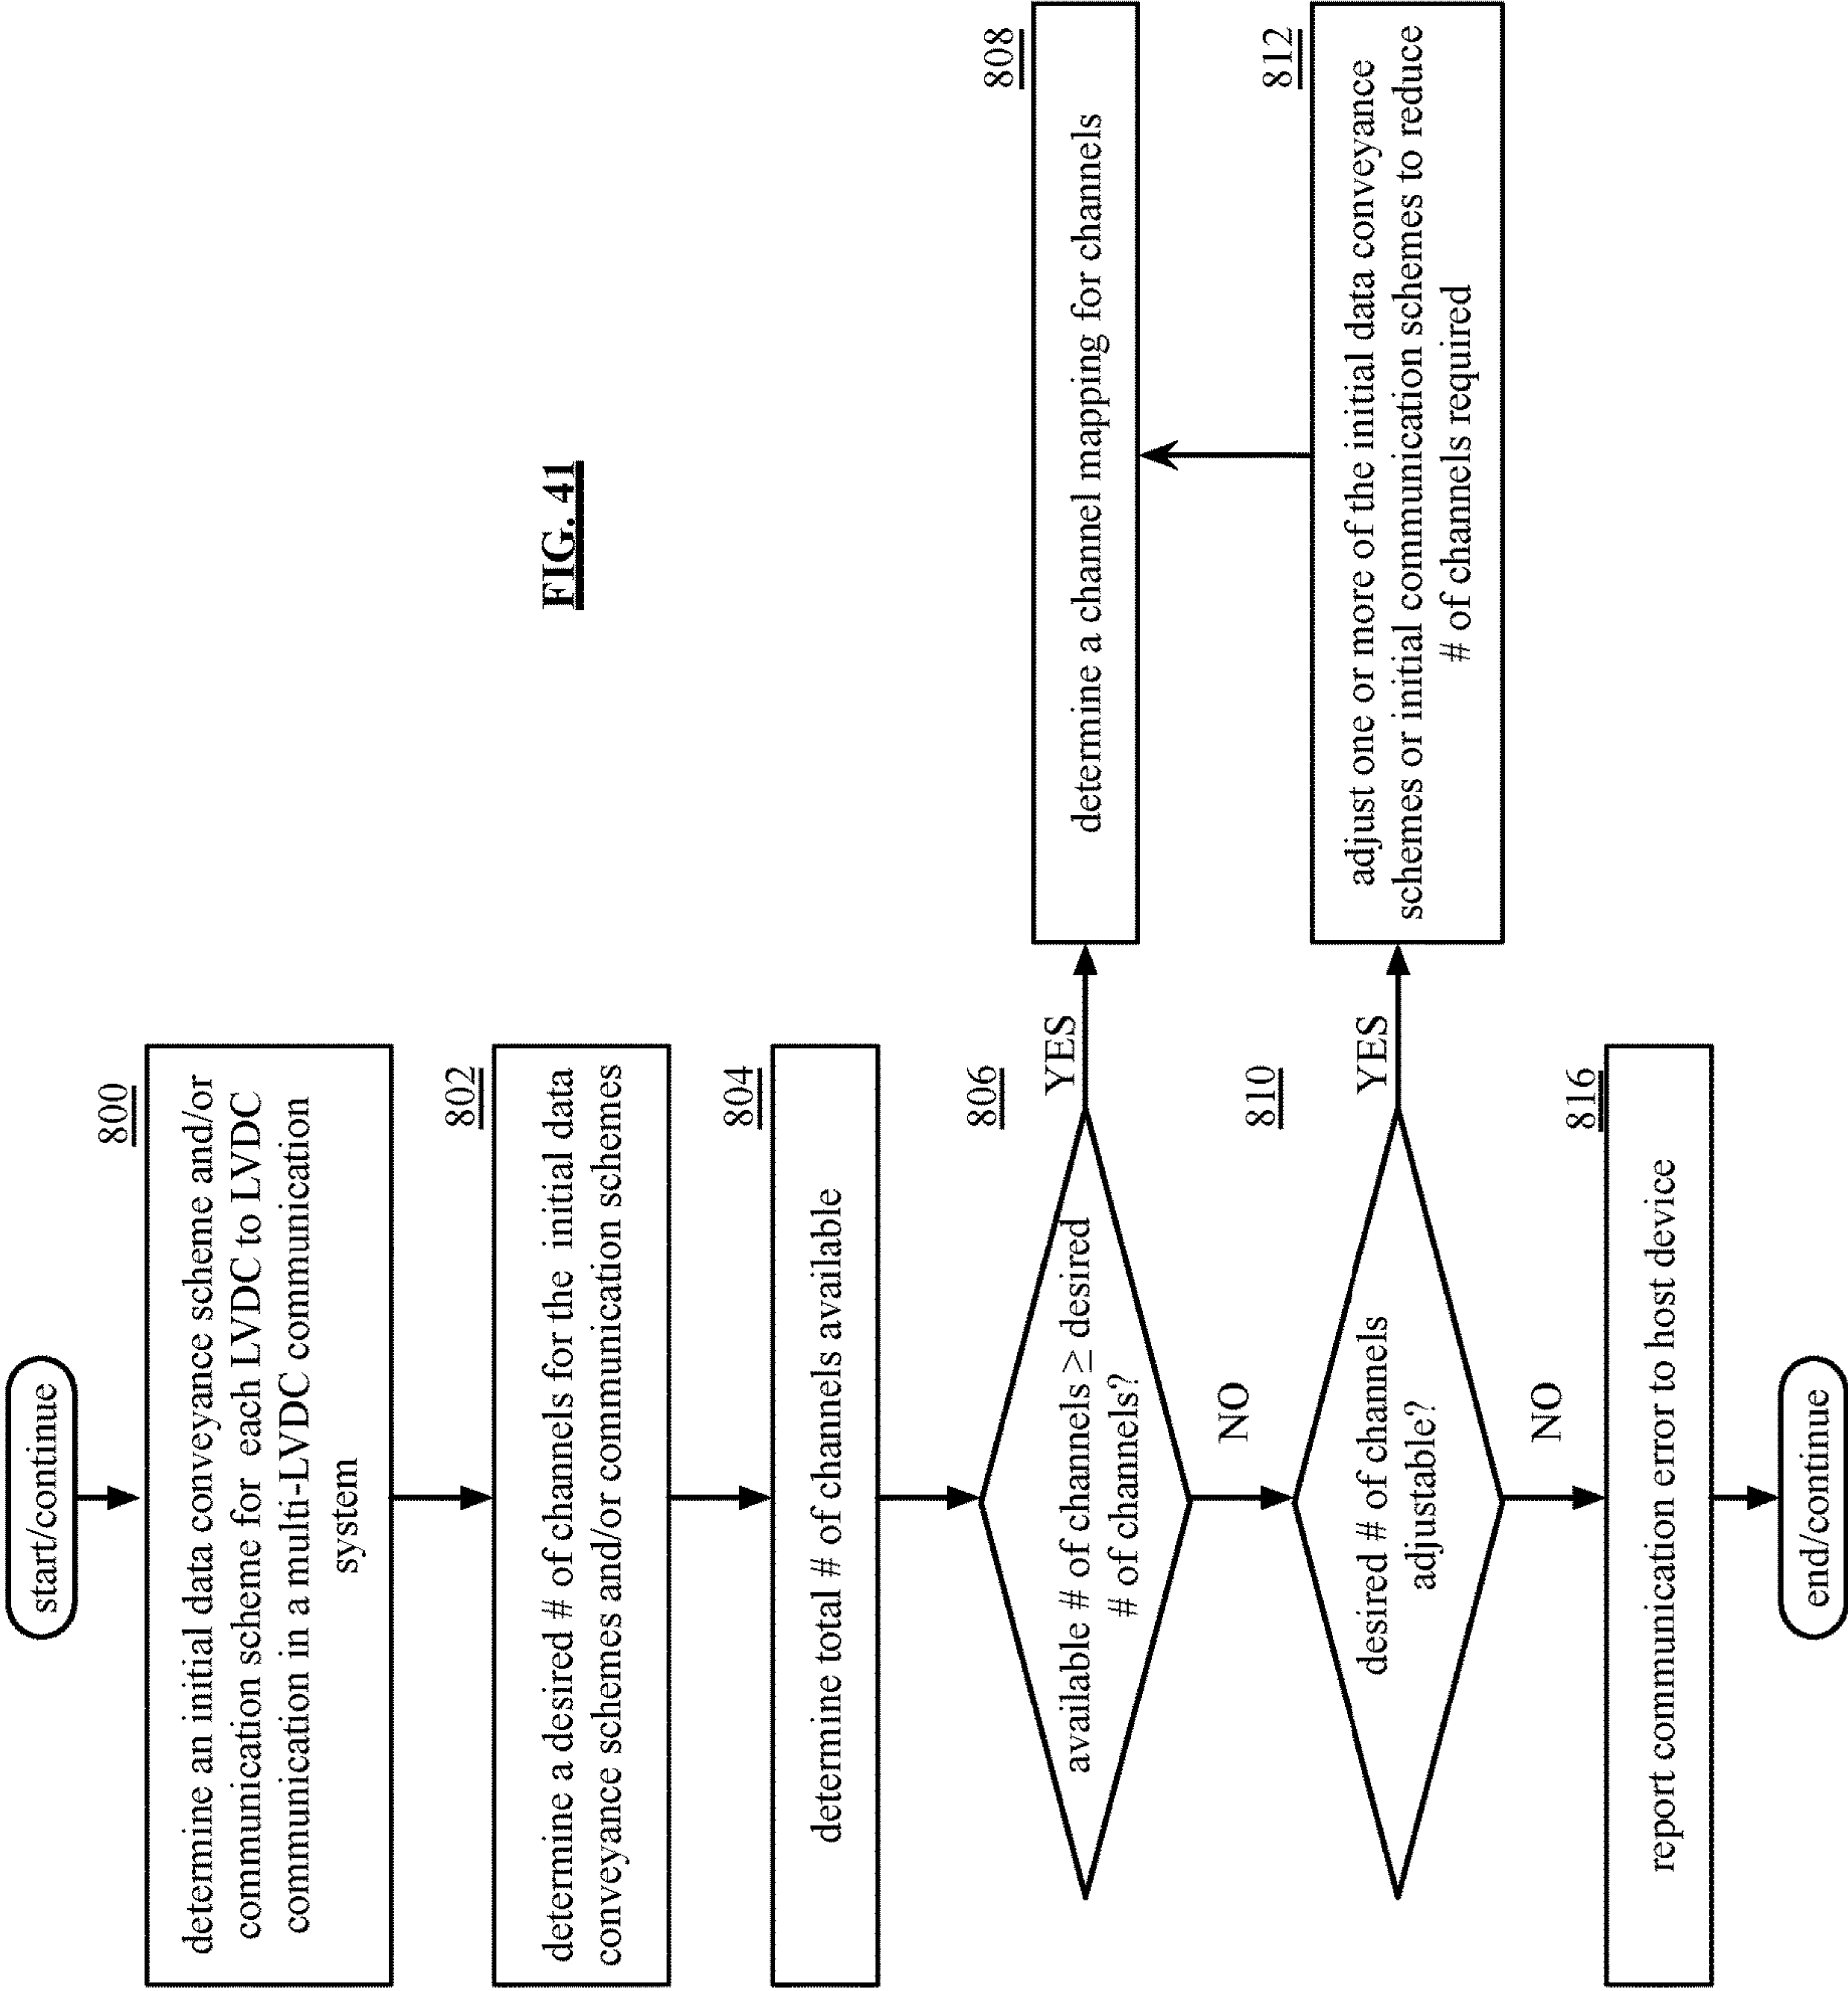 start/continue
800
determine an initial data conveyance scheme and/or
communication scheme for each LVDC to LVDC
communication in a multi-LVDC communication
system
802
determine a desired # of channels for the initial data
conveyance schemes and/or communication schemes
804
determine total # of channels available
806
available # of channels ≥ desired
# of channels?
YES
808
determine a channel mapping for channels
NO
810
desired # of channels
adjustable?
YES
812
adjust one or more of the initial data conveyance
schemes or initial communication schemes to reduce
# of channels required
NO
816
report communication error to host device
end/continue
FIG. 41